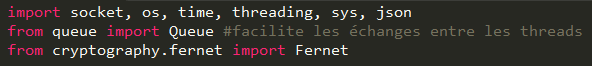 import socket, os, time, threading, sys, json
from queue import Queue #facilite les échanges entre les threads
from cryptography.fernet import Fernet